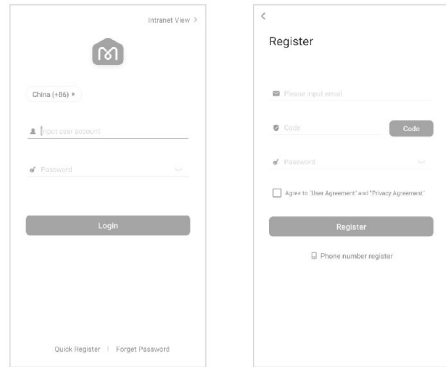 Intranet View >
China (+86)
Input user account
Password
Login
Quick Register | Forget Password
<
Register
Please input email
Code
Code
Password
Agree to "User Agreement" and "Privacy Agreement"
Register
Phone number register